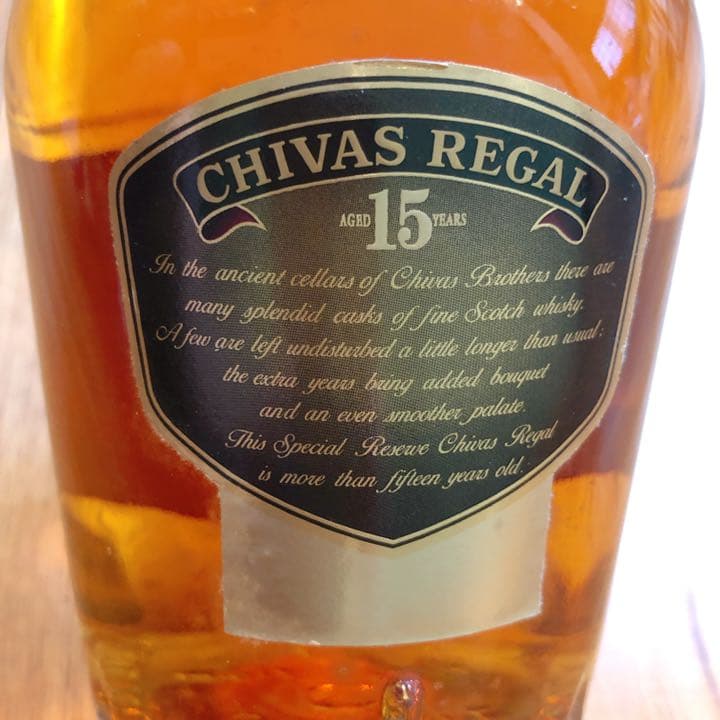 CHIVAS REGAL
AGED 15 YEARS
In the ancient cellars of Chivas Brothers there are
many splendid casks of fine Scotch whisky.
A few are left undisturbed a little longer than usual:
the extra years bring added bouquet
and an even smoother palate.
This Special Reserve Chivas Regal
is more than fifteen years old.